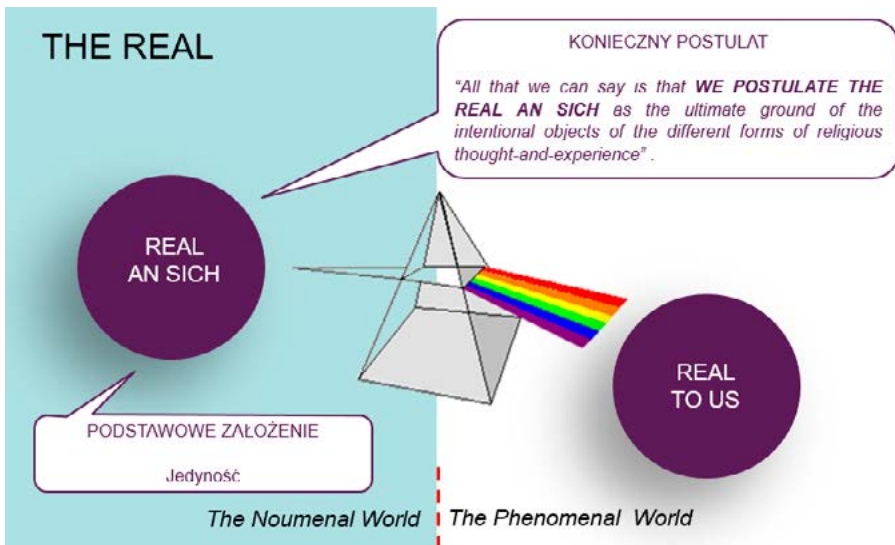 THE REAL
KONIECZNY POSTULAT
"All that we can say is that WE POSTULATE THE
REAL AN SICH as the ultimate ground of the
intentional objects of the different forms of religious
thought-and-experience" .
REAL
AN SICH
REAL
TO US
PODSTAWOWE ZAŁOŻENIE
Jedyność
The Noumenal World
The Phenomenal World